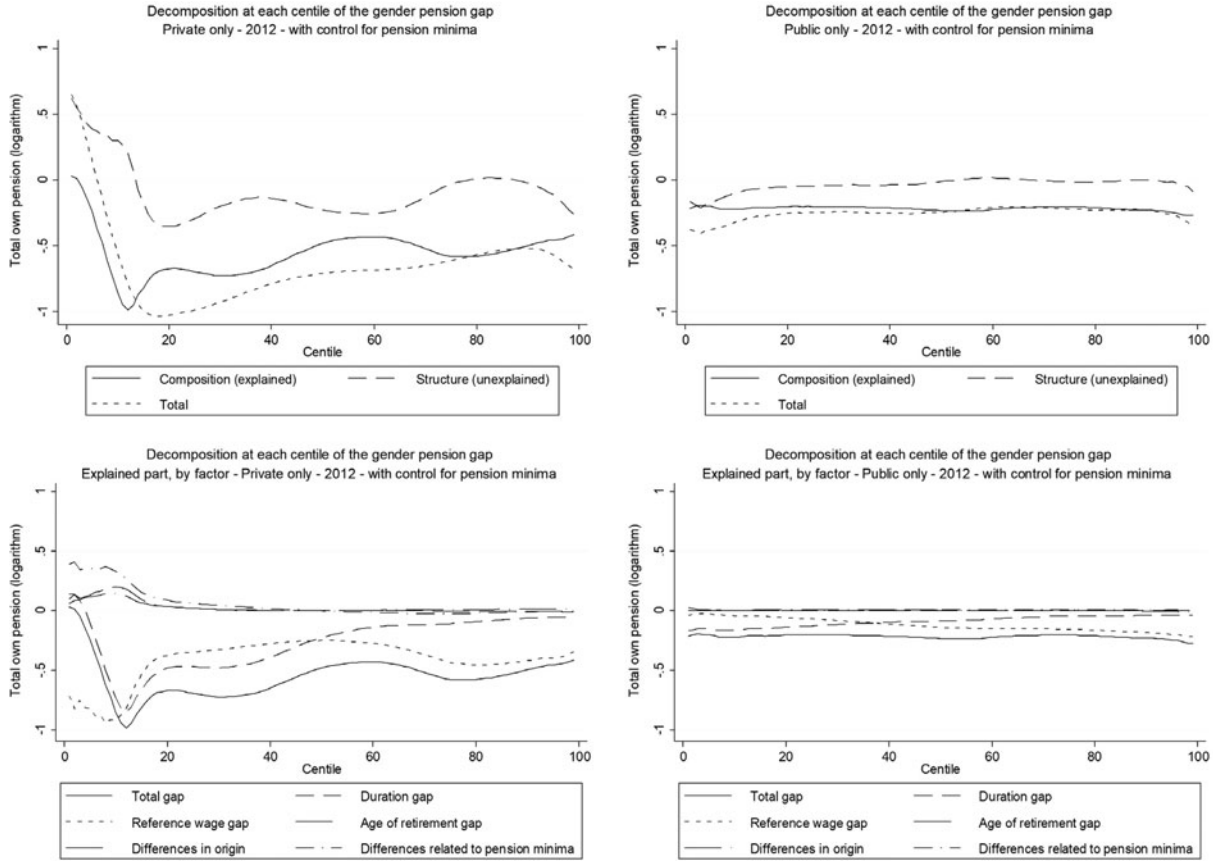 Decomposition at each centile of the gender pension gap
Private only - 2012 - with control for pension minima
Total own pension (logarithm)
1
.5
0
-.5
-1
0 20 40 60 80 100
Centile
Composition (explained) Structure (unexplained)
Total
Decomposition at each centile of the gender pension gap
Public only - 2012 - with control for pension minima
Total own pension (logarithm)
1
.5
0
-.5
-1
0 20 40 60 80 100
Centile
Composition (explained) Structure (unexplained)
Total
Decomposition at each centile of the gender pension gap
Explained part, by factor - Private only - 2012 - with control for pension minima
Total own pension (logarithm)
1
.5
0
-.5
-1
0 20 40 60 80 100
Centile
Total gap Duration gap
Reference wage gap Age of retirement gap
Differences in origin Differences related to pension minima
Decomposition at each centile of the gender pension gap
Explained part, by factor - Public only - 2012 - with control for pension minima
Total own pension (logarithm)
1
.5
0
-.5
-1
0 20 40 60 80 100
Centile
Total gap Duration gap
Reference wage gap Age of retirement gap
Differences in origin Differences related to pension minima